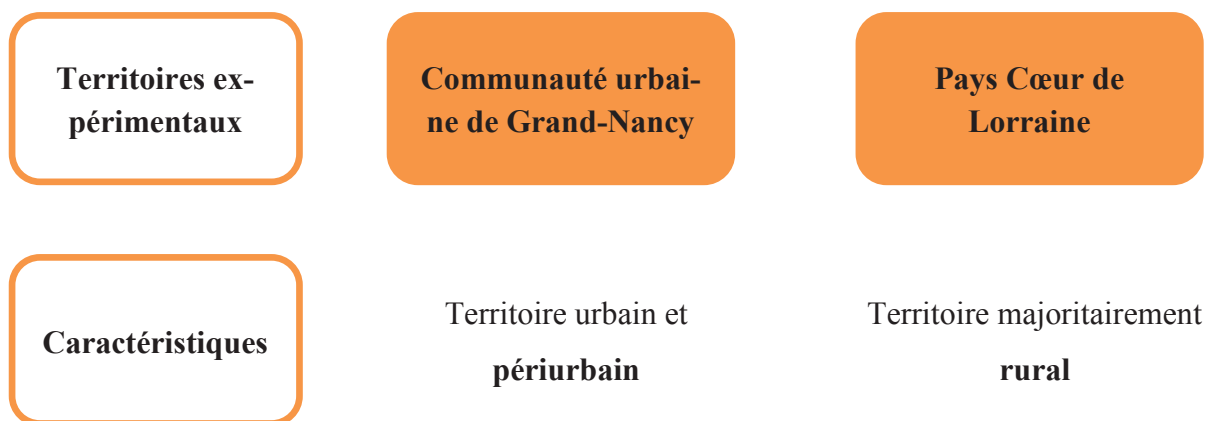 Territoires ex-
périmentaux
Communauté urbai-
ne de Grand-Nancy
Pays Cœur de
Lorraine
Caractéristiques
Territoire urbain et
périurbain
Territoire majoritairement
rural